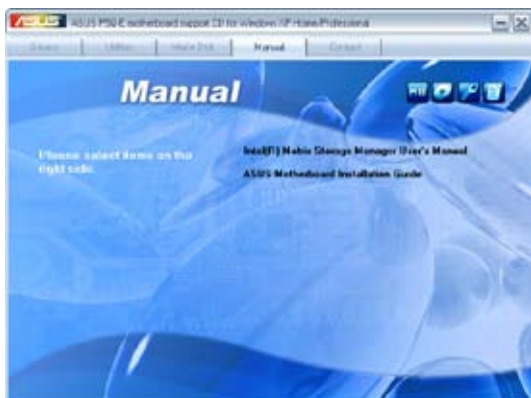 ASUS
ASUS P5Q-E motherboard support CD for Windows XP Home/Professional
Drivers Utilities Make Disk Manual Contact
Manual
Please select items on the
right side.
Intel(R) Matrix Storage Manager User's Manual
ASUS Motherboard Installation Guide